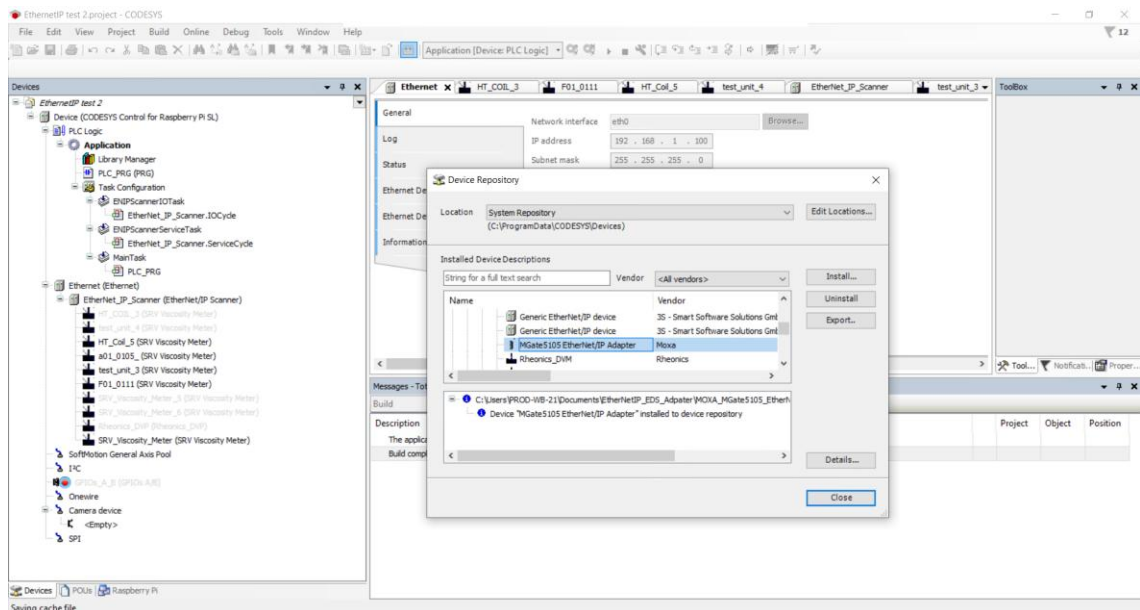 EthernetIP test 2.project - CODESYS
File Edit View Project Build Online Debug Tools Window Help
12
Application [Device: PLC Logic]
Devices
EthernetIP test 2
Device (CODESYS Control for Raspberry Pi SL)
PLC Logic
Application
Library Manager
PLC_PRG (PRG)
Task Configuration
ENIPScannerIOTask
EtherNet_IP_Scanner.IOCycle
ENIPScannerServiceTask
EtherNet_IP_Scanner.ServiceCycle
MainTask
PLC_PRG
Ethernet (Ethernet)
EtherNet_IP_Scanner (EtherNet/IP Scanner)
HT_COIL_3 (SRV Viscosity Meter)
test_unit_4 (SRV Viscosity Meter)
HT_Coil_5 (SRV Viscosity Meter)
a01_0105_ (SRV Viscosity Meter)
test_unit_3 (SRV Viscosity Meter)
F01_0111 (SRV Viscosity Meter)
SRV_Viscosity_Meter_5 (SRV Viscosity Meter)
SRV_Viscosity_Meter_6 (SRV Viscosity Meter)
Rheonics_DVP (Rheonics_DVP)
SRV_Viscosity_Meter (SRV Viscosity Meter)
SoftMotion General Axis Pool
I²C
GPIOs_A_B (GPIOs A/B)
Onewire
Camera device
<Empty>
SPI
Devices POUs Raspberry Pi
Saving cache file
Ethernet HT_COIL_3 F01_0111 HT_Coil_5 test_unit_4 EtherNet_IP_Scanner test_unit_3
General
Log
Status
Ethernet De
Ethernet De
Information
Network interface eth0 Browse...
IP address 192 . 168 . 1 . 100
Subnet mask 255 . 255 . 255 . 0
Device Repository
Location System Repository Edit Locations...
(C:\ProgramData\CODESYS\Devices)
Installed Device Descriptions
String for a full text search Vendor <All vendors> Install...
Name Vendor Uninstall
Generic EtherNet/IP device 3S - Smart Software Solutions Gmb Export...
Generic EtherNet/IP device 3S - Smart Software Solutions Gmb
MGate5105 EtherNet/IP Adapter Moxa
Rheonics_DVM Rheonics
C:\Users\PROD-WB-21\Documents\EtherNetIP_EDS_Adpater\MOXA_MGate5105_EtherN
Device "MGate5105 EtherNet/IP Adapter" installed to device repository
Details...
Close
ToolBox
Tool... Notificati... Proper...
Messages - Tot
Build
Description Project Object Position
The applica
Build compl